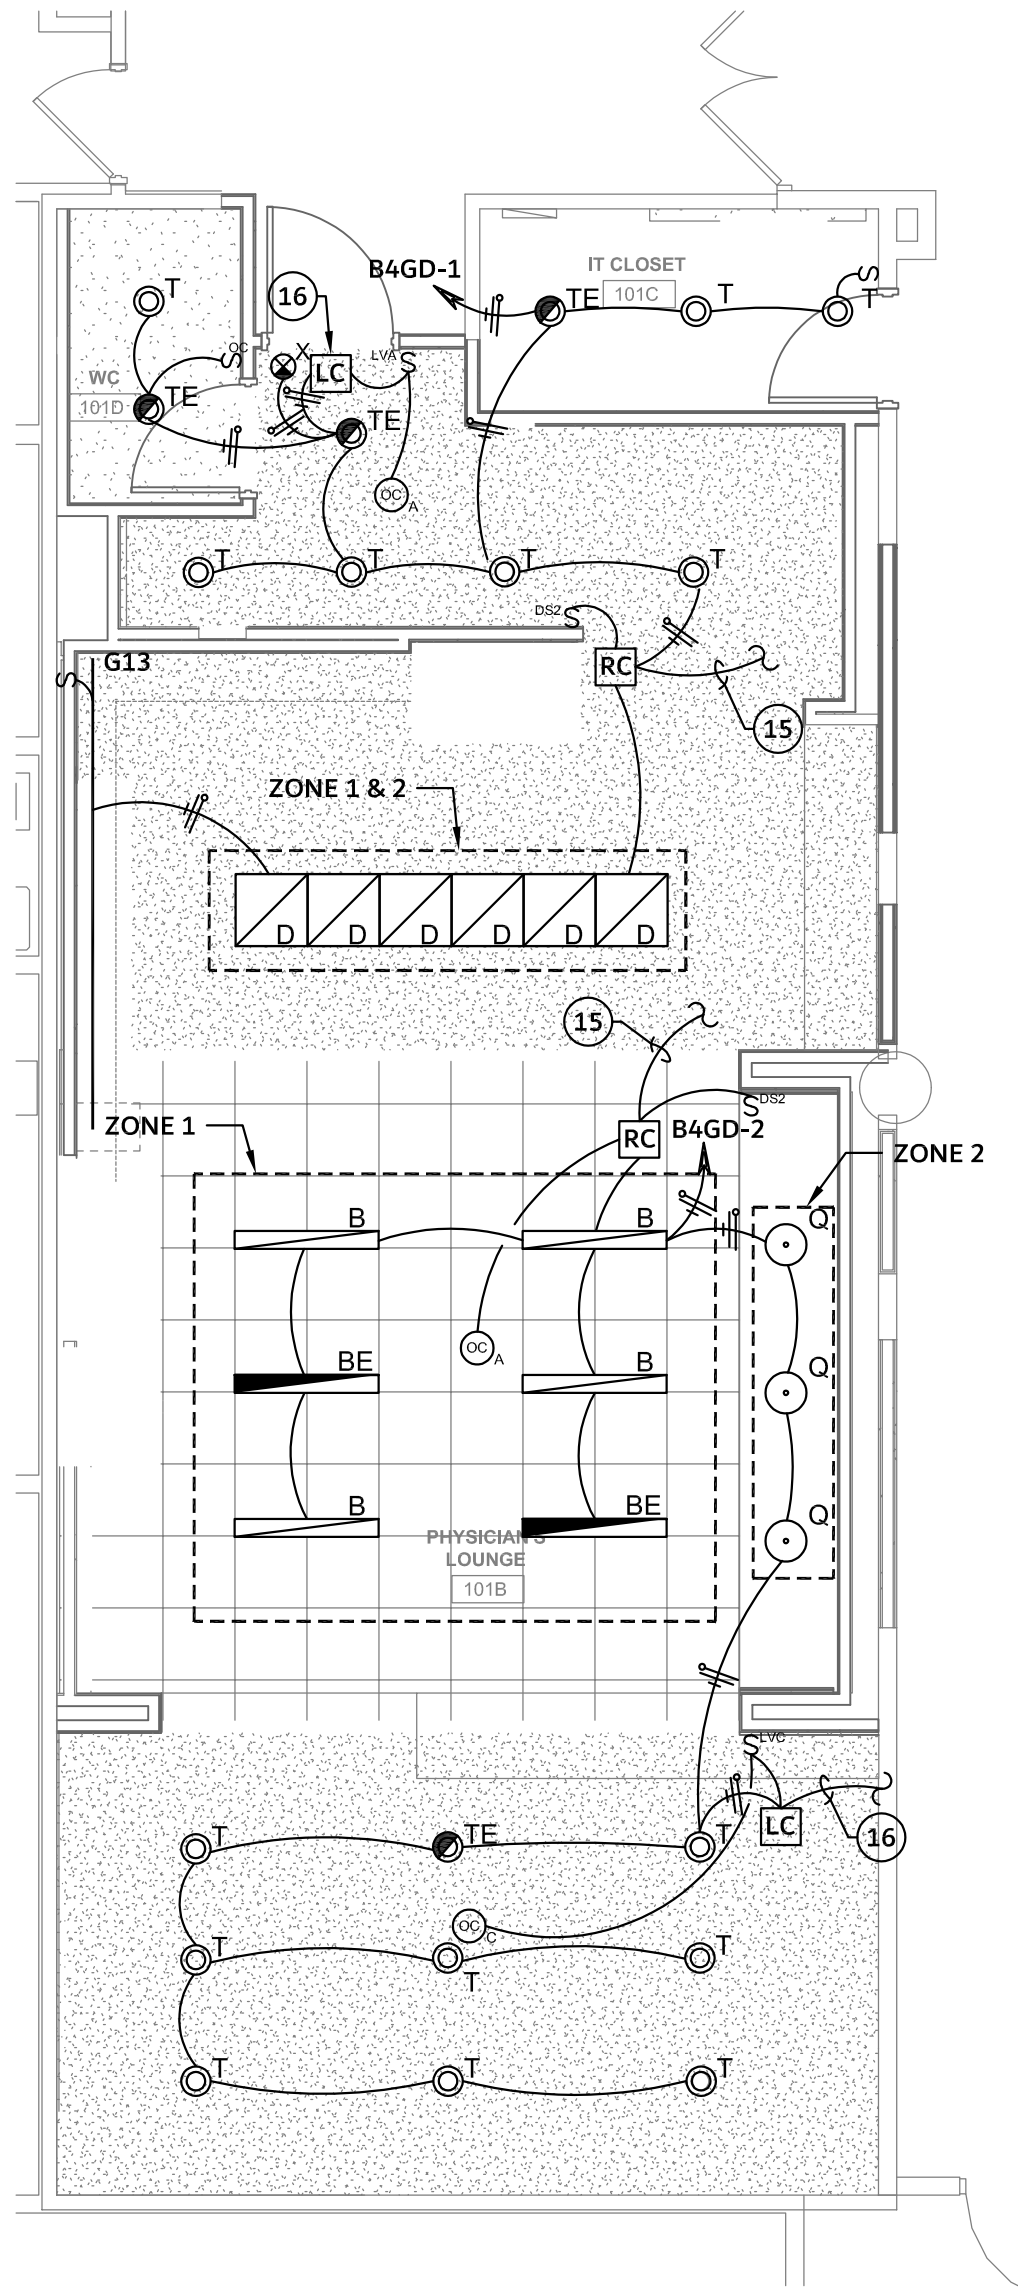 B4GD-1
IT CLOSET
101C
S
T
16
TE
T
T
OC
S
X
LC
LVA
S
WC
101D
TE
TE
OC
A
T
T
T
T
DS2
S
G13
S
RC
15
ZONE 1 & 2
D
D
D
D
D
D
15
S
DS2
ZONE 1
RC
B4GD-2
ZONE 2
B
B
Q
OC
A
BE
B
Q
B
BE
Q
PHYSICIAN'S
LOUNGE
101B
S
LVC
T
TE
T
LC
16
OC
C
T
T
T
T
T
T